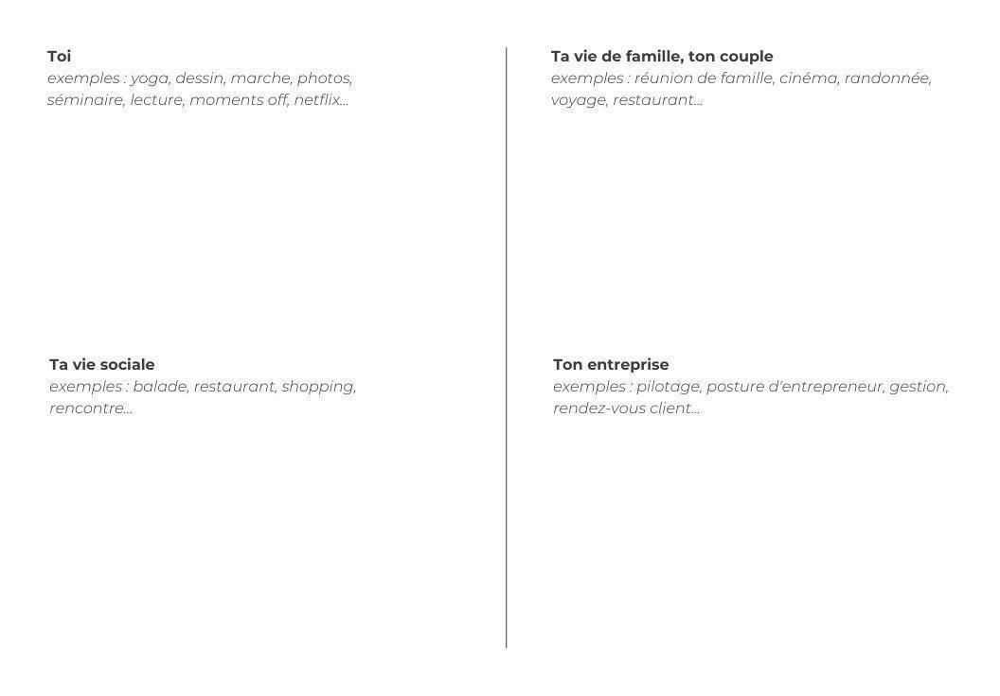 Toi
exemples : yoga, dessin, marche, photos,
séminaire, lecture, moments off, netflix...
Ta vie sociale
exemples : balade, restaurant, shopping,
rencontre...
Ta vie de famille, ton couple
exemples : réunion de famille, cinéma, randonnée,
voyage, restaurant...
Ton entreprise
exemples : pilotage, posture d'entrepreneur, gestion,
rendez-vous client...